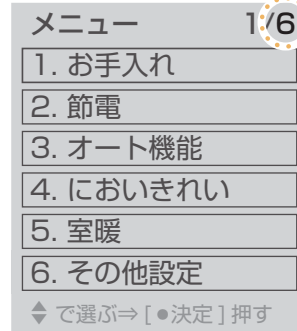 メニュー 1/6
1. お手入れ
2. 節電
3. オート機能
4. においきれい
5. 室暖
6. その他設定
◆ で選ぶ⇒ [ ●決定 ] 押す